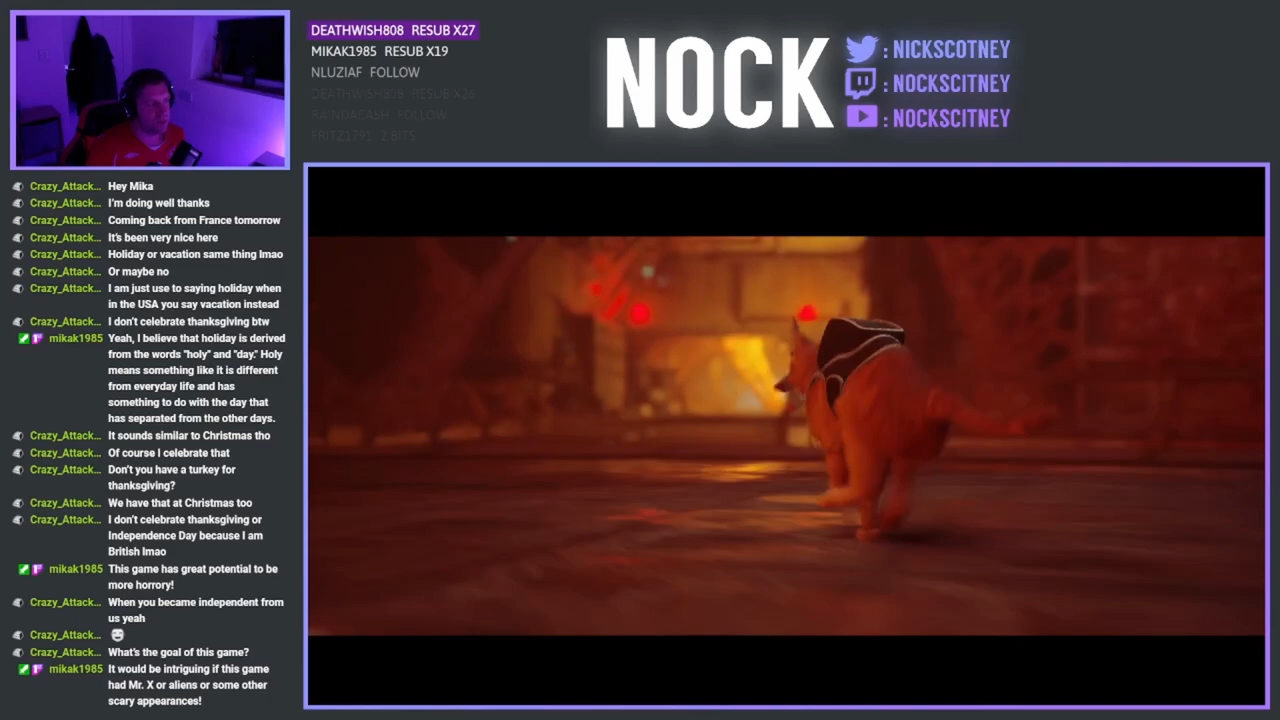 DEATHWISH808 RESUB X27
MIKAK1985 RESUB X19
NLUZIAF FOLLOW
DEATHWISH808 RESUB X26
RAINDACASH FOLLOW
FRITZ1791 2 BITS
NOCK
: NICKSCOTNEY
: NOCKSCITNEY
: NOCKSCITNEY
Crazy_Attack... Hey Mika
Crazy_Attack... I'm doing well thanks
Crazy_Attack... Coming back from France tomorrow
Crazy_Attack... It's been very nice here
Crazy_Attack... Holiday or vacation same thing lmao
Crazy_Attack... Or maybe no
Crazy_Attack... I am just use to saying holiday when
in the USA you say vacation instead
Crazy_Attack... I don't celebrate thanksgiving btw
mikak1985 Yeah, I believe that holiday is derived
from the words "holy" and "day." Holy
means something like it is different
from everyday life and has
something to do with the day that
has separated from the other days.
Crazy_Attack... It sounds similar to Christmas tho
Crazy_Attack... Of course I celebrate that
Crazy_Attack... Don't you have a turkey for
thanksgiving?
Crazy_Attack... We have that at Christmas too
Crazy_Attack... I don't celebrate thanksgiving or
Independence Day because I am
British lmao
mikak1985 This game has great potential to be
more horrory!
Crazy_Attack... When you became independent from
us yeah
Crazy_Attack...
Crazy_Attack... What's the goal of this game?
mikak1985 It would be intriguing if this game
had Mr. X or aliens or some other
scary appearances!